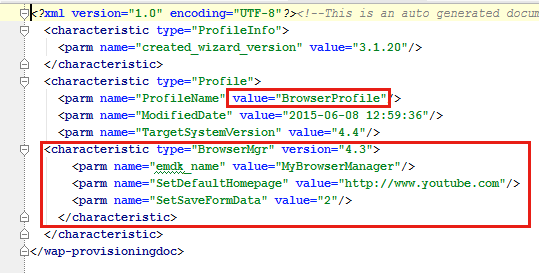 <?xml version="1.0" encoding="UTF-8"?><!--This is an auto generated docum
<characteristic type="ProfileInfo">
<parm name="created_wizard_version" value="3.1.20"/>
</characteristic>
<characteristic type="Profile">
<parm name="ProfileName" value="BrowserProfile"/>
<parm name="ModifiedDate" value="2015-06-08 12:59:36"/>
<parm name="TargetSystemVersion" value="4.4"/>
<characteristic type="BrowserMgr" version="4.3">
<parm name="emdk_name" value="MyBrowserManager"/>
<parm name="SetDefaultHomepage" value="http://www.youtube.com"/>
<parm name="SetSaveFormData" value="2"/>
</characteristic>
</characteristic>
</wap-provisioningdoc>